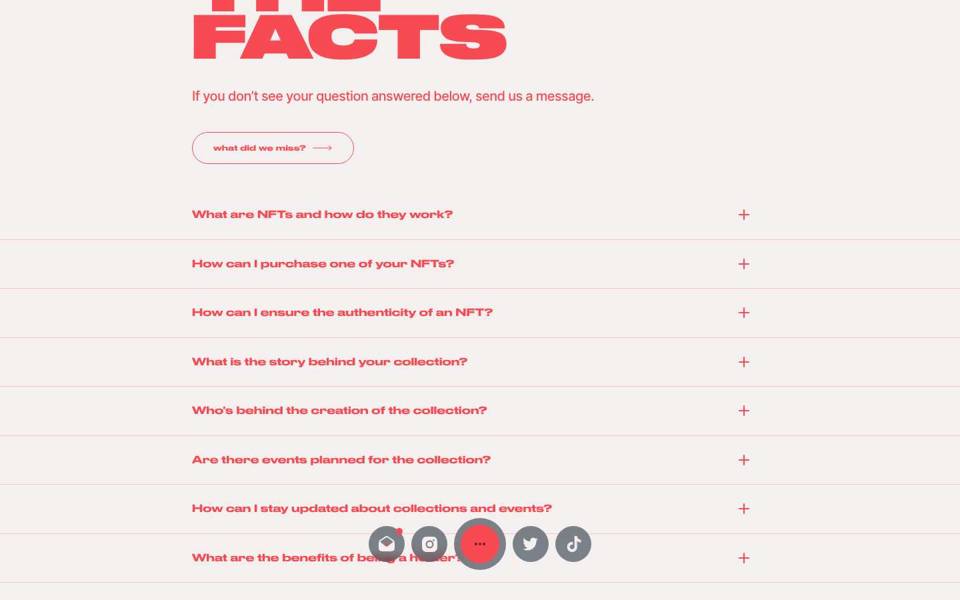 THE
FACTS
If you don't see your question answered below, send us a message.
what did we miss?
What are NFTs and how do they work?
How can I purchase one of your NFTs?
How can I ensure the authenticity of an NFT?
What is the story behind your collection?
Who's behind the creation of the collection?
Are there events planned for the collection?
How can I stay updated about collections and events?
What are the benefits of being a holder?